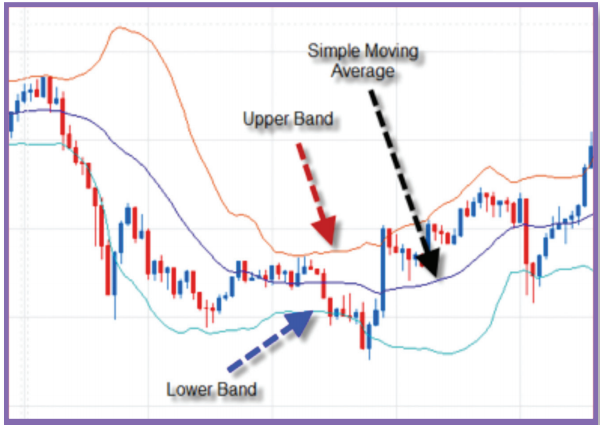 Simple Moving
Average
Upper Band
Lower Band